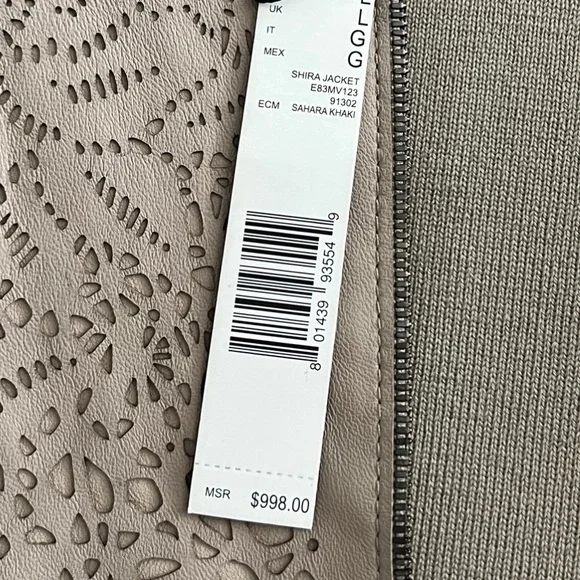 UK L
IT G
MEX G
SHIRA JACKET
E83MV123
91302
ECM SAHARA KHAKI
8 01439 93554 9
MSR $998.00